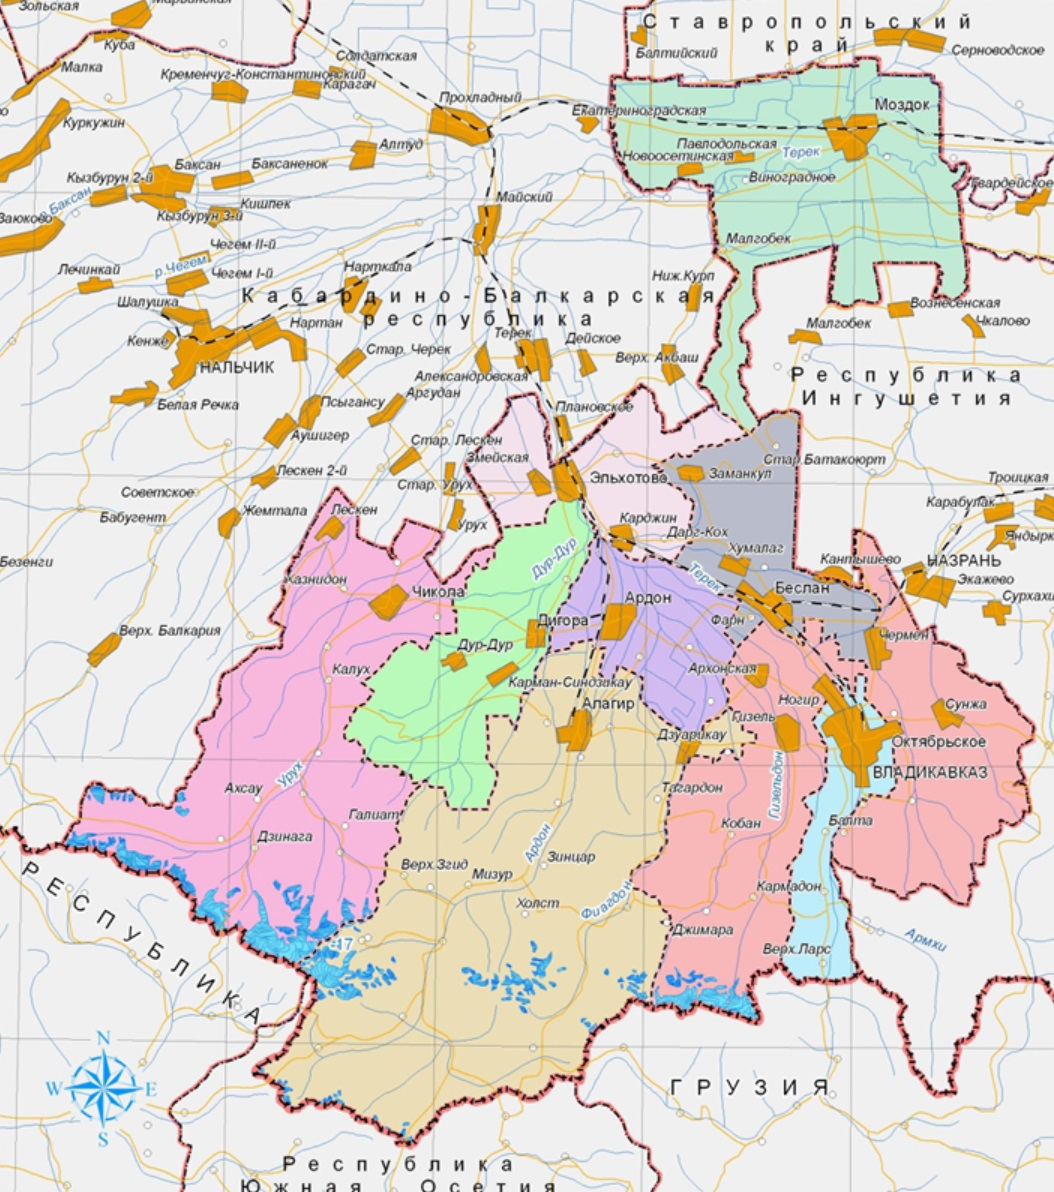 Зольская
Марьинская
Ставропольский
край
Балтийский
Серноводское
Куба
Солдатская
Малка
Кременчуг-Константиновский
Карагач
Прохладный
Екатериноградская
Моздок
Куркужин
Алтуд
Павлодольская
Новоосетинская
Терек
Баксан
Баксаненок
Кызбурун 2-й
Виноградное
Гвардейское
Баксан
Заюково
Кишпек
Кызбурун 3-й
Майский
Чегем II-й
Малгобек
р.Чегем
Лечинкай
Чегем I-й
Нарткала
Ниж.Курп
Кабардино-Балкарская
республика
Шалушка
Нартан
Вознесенская
Малгобек
Чкалово
Кенже
Терек
Дейское
Стар. Черек
Верх. Акбаш
НАЛЬЧИК
Александровская
Республика
Ингушетия
Аргудан
Белая Речка
Псыгансу
Плановское
Аушигер
Стар. Лескен
Змейская
Стар.Батакоюрт
Лескен 2-й
Заманкул
Эльхотово
Троицкая
Советское
Стар. Урух
Карабулак
Жемтала
Лескен
Бабугент
Урух
Карджин
Дарг-Кох
Яндырк
Хумалаг
Дур-Дур
Кантышево
НАЗРАНЬ
Безенги
Терек
Экажево
Хазнидон
Чикола
Беслан
Ардон
Сурхахи
Дигора
Фарн
Верх. Балкария
Чермен
Дур-Дур
Калух
Архонская
Карман-Синдзикау
Ногир
Алагир
Сунжа
Гизель
Дзуарикау
Октябрьское
ВЛАДИКАВКАЗ
Урух
Ахсау
Гизельдон
Тагардон
Галиат
Кобан
Балта
Дзинага
Ардон
Зинцар
Верх.Згид
Мизур
Кармадон
РЕСПУБЛИКА
Холст
Фиагдон
Джимара
Армхи
-17
Верх.Ларс
N
W
E
S
ГРУЗИЯ
Республика
Южная Осетия